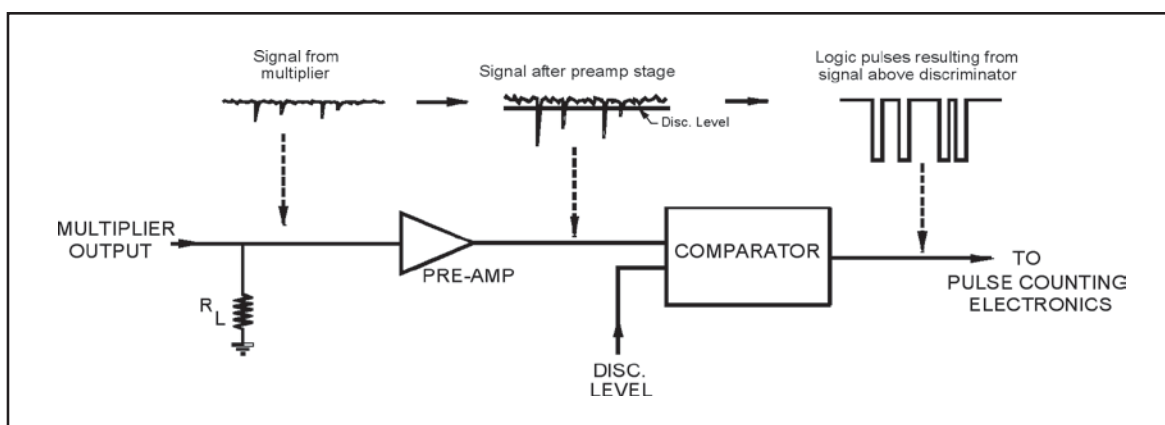 Signal from
multiplier
Signal after preamp stage
Logic pulses resulting from
signal above discriminator
Disc. Level
MULTIPLIER
OUTPUT
PRE-AMP
COMPARATOR
TO
PULSE COUNTING
ELECTRONICS
RL
DISC.
LEVEL